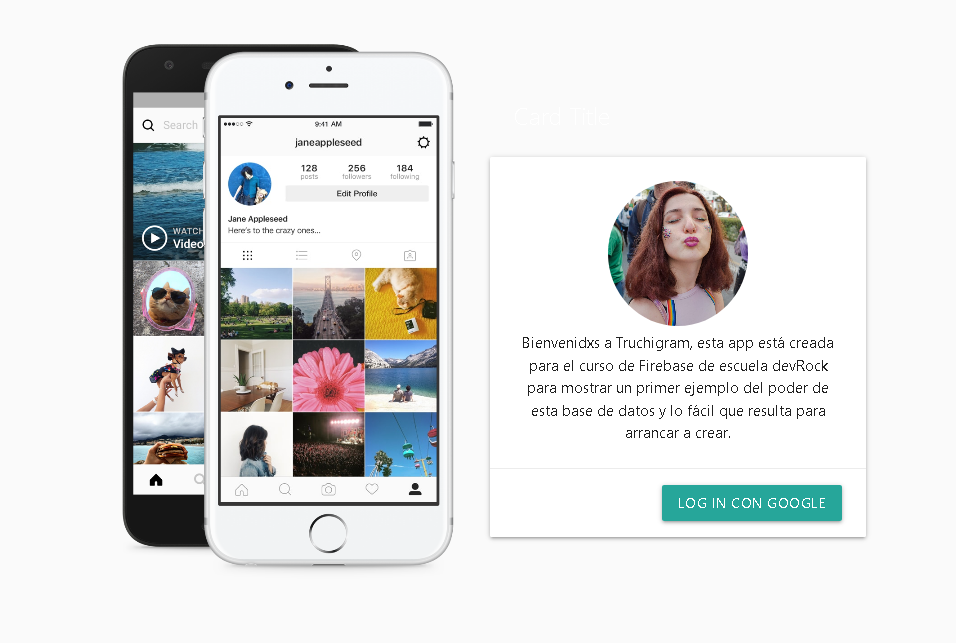 Search
WATCH
Video
9:41 AM
janeappleseed
128
posts
256
followers
184
following
Edit Profile
Jane Appleseed
Here's to the crazy ones...
Card Title
Bienvenidxs a Truchigram, esta app está creada
para el curso de Firebase de escuela devRock
para mostrar un primer ejemplo del poder de
esta base de datos y lo fácil que resulta para
arrancar a crear.
LOG IN CON GOOGLE